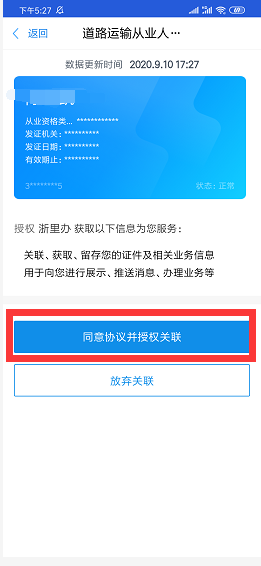 下午5:27
返回
道路运输从业人…
数据更新时间 2020.9.10 17:27
从业资格类... ************
发证机关: **********
发证日期: **********
有效期止: **********
3********5
状态: 正常
授权 浙里办 获取以下信息为您服务:
关联、获取、留存您的证件及相关业务信息
用于向您进行展示、推送消息、办理业务等
同意协议并授权关联
放弃关联